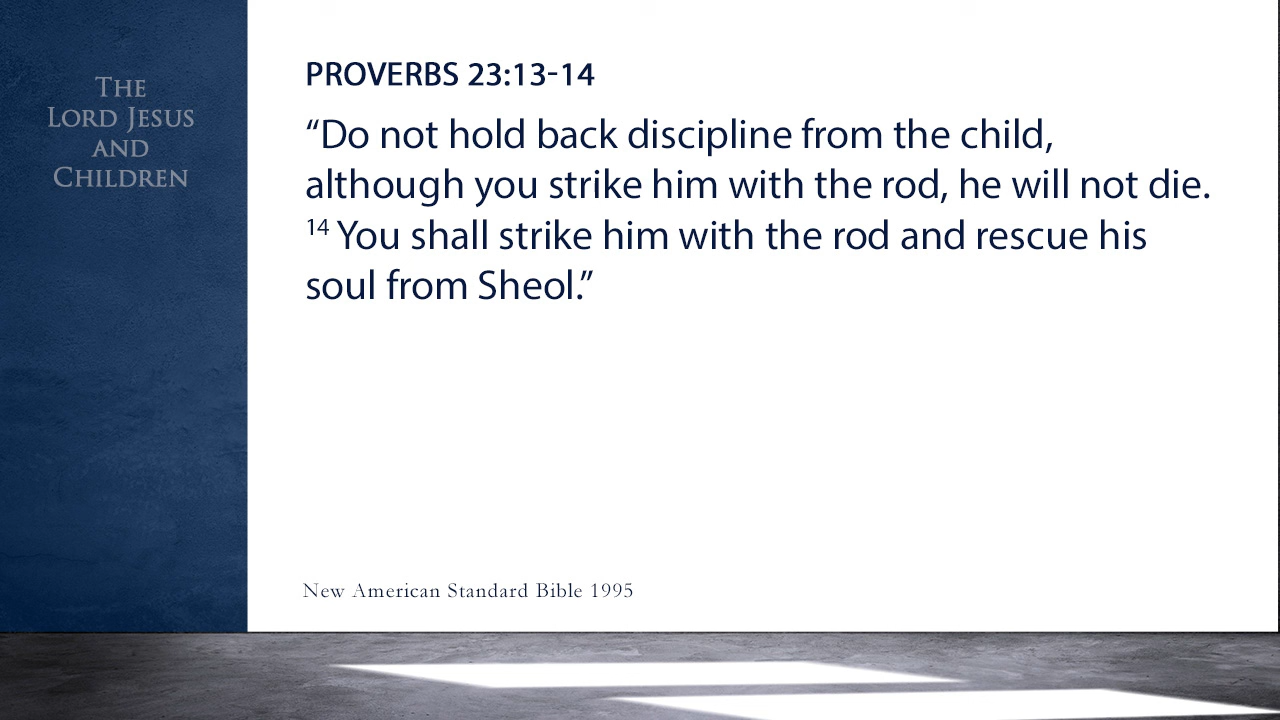 THE
LORD JESUS
AND
CHILDREN
PROVERBS 23:13-14
“Do not hold back discipline from the child,
although you strike him with the rod, he will not die.
14 You shall strike him with the rod and rescue his
soul from Sheol.”
New American Standard Bible 1995